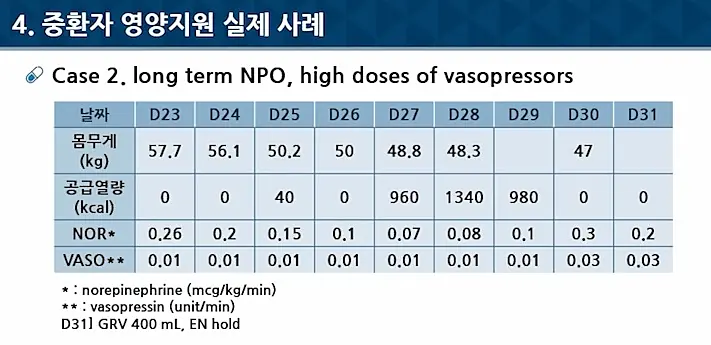 4. 중환자 영양지원 실제 사례
Case 2. long term NPO, high doses of vasopressors
날짜 D23 D24 D25 D26 D27 D28 D29 D30 D31
몸무게 (kg) 57.7 56.1 50.2 50 48.8 48.3 47
공급열량 (kcal) 0 0 40 0 960 1340 980 0 0
NOR* 0.26 0.2 0.15 0.1 0.07 0.08 0.1 0.3 0.2
VASO** 0.01 0.01 0.01 0.01 0.01 0.01 0.01 0.03 0.03
* : norepinephrine (mcg/kg/min)
** : vasopressin (unit/min)
D31] GRV 400 mL, EN hold